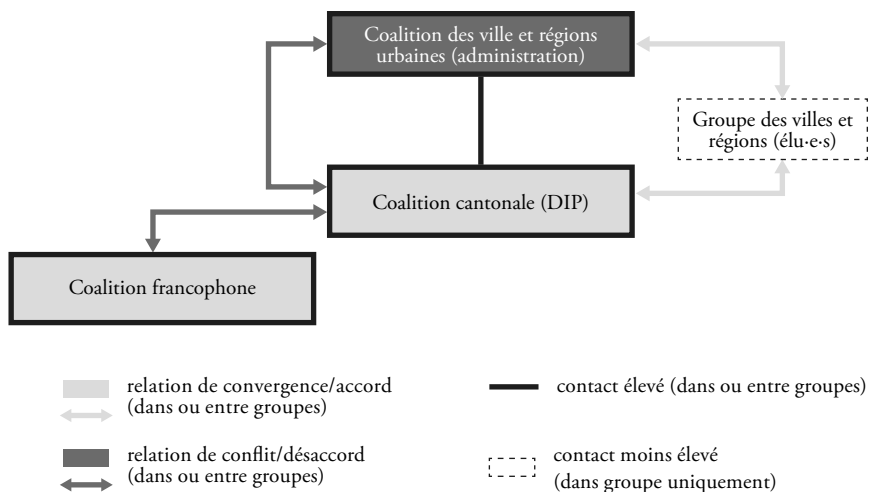 Coalition des ville et régions
urbaines (administration)
Groupe des villes et
régions (élu·e·s)
Coalition cantonale (DIP)
Coalition francophone
relation de convergence/accord
(dans ou entre groupes)
contact élevé (dans ou entre groupes)
relation de conflit/désaccord
(dans ou entre groupes)
contact moins élevé
(dans groupe uniquement)